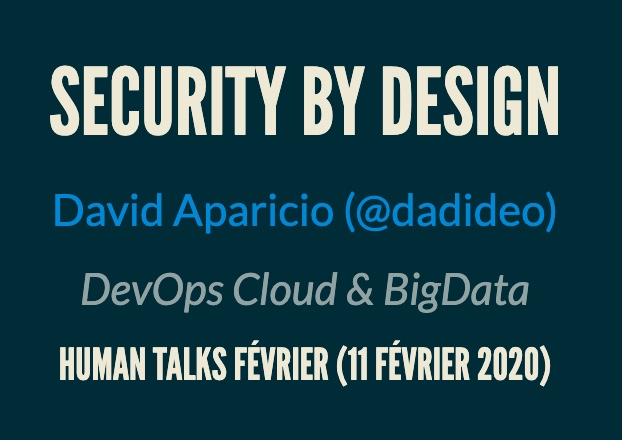 SECURITY BY DESIGN
David Aparicio (@dadideo)
DevOps Cloud & BigData
HUMAN TALKS FÉVRIER (11 FÉVRIER 2020)